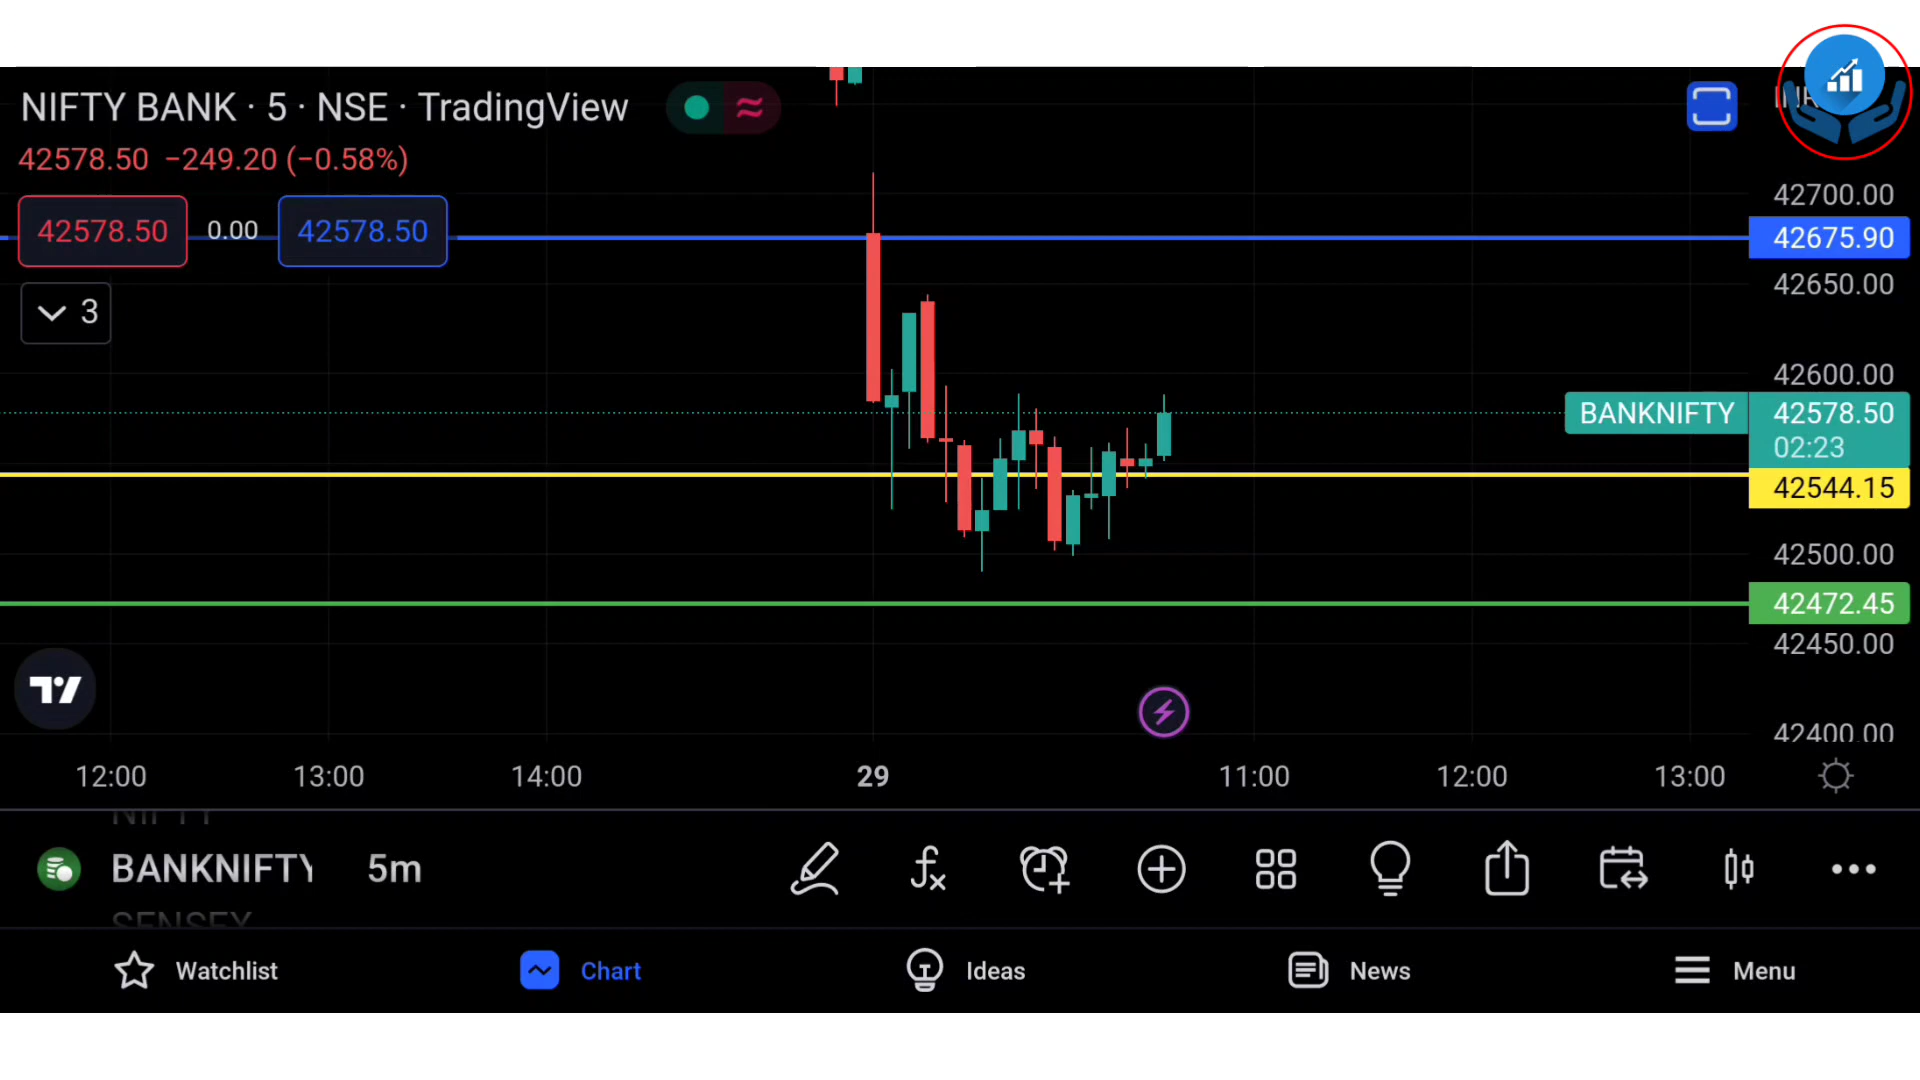 NIFTY BANK · 5 · NSE · TradingView
42578.50 −249.20 (−0.58%)
42578.50 0.00 42578.50
3
42700.00
42675.90
42650.00
42600.00
BANKNIFTY 42578.50
02:23
42544.15
42500.00
42472.45
42450.00
42400.00
12:00 13:00 14:00 29 11:00 12:00 13:00
NIFTY
BANKNIFTY 5m
SENSEX
Watchlist Chart Ideas News Menu